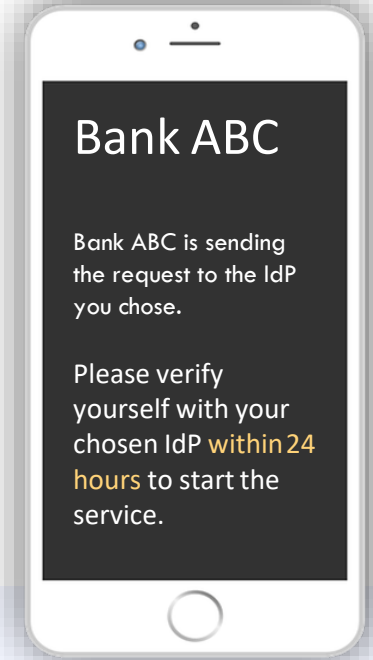 Bank ABC
Bank ABC is sending
the request to the IdP
you chose.
Please verify
yourself with your
chosen IdP within 24
hours to start the
service.